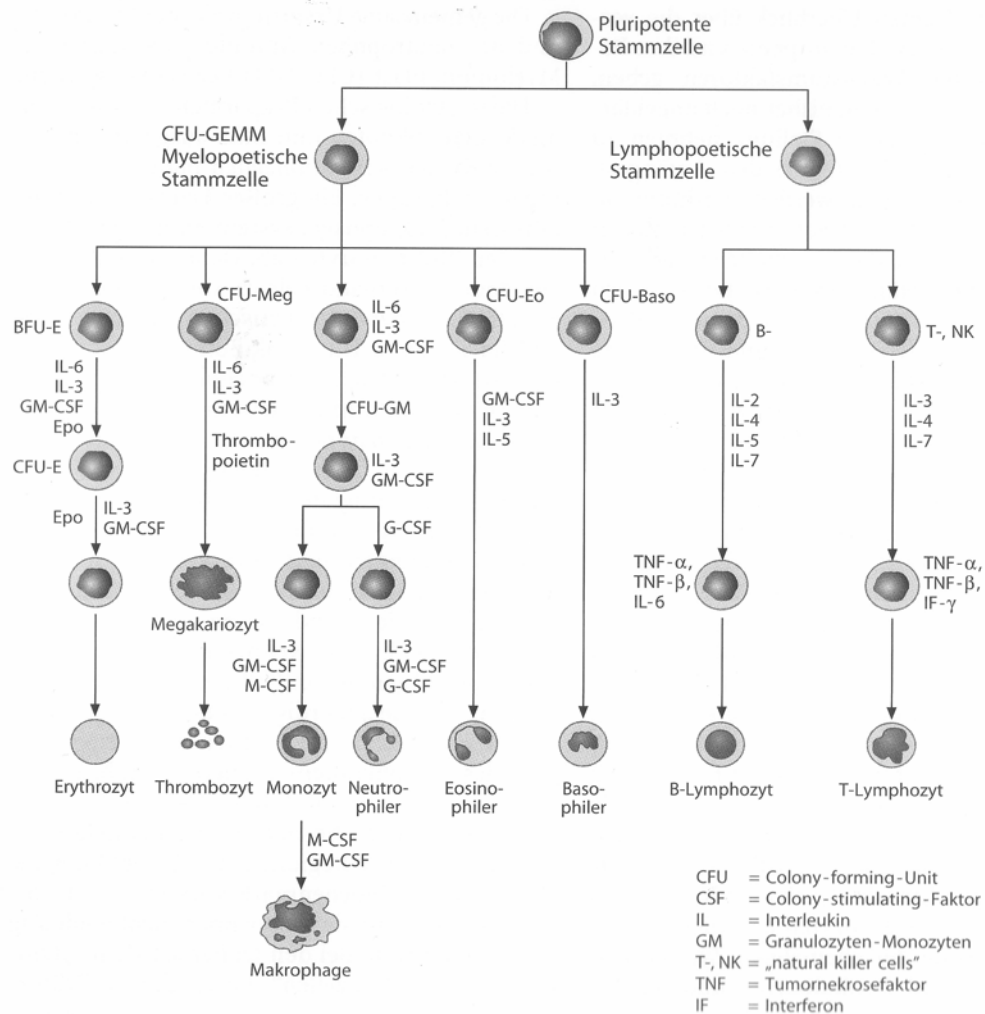 Pluripotente
Stammzelle
CFU-GEMM
Myelopoetische
Stammzelle
Lymphopoetische
Stammzelle
BFU-E
CFU-Meg
IL-6
IL-3
GM-CSF
CFU-Eo
CFU-Baso
B-
T-, NK
IL-6
IL-3
GM-CSF
Epo
IL-6
IL-3
GM-CSF
Thrombo-
poietin
CFU-GM
GM-CSF
IL-3
IL-5
IL-3
IL-2
IL-4
IL-5
IL-7
IL-3
IL-4
IL-7
CFU-E
IL-3
GM-CSF
Epo
IL-3
GM-CSF
G-CSF
TNF-α,
TNF-β,
IL-6
TNF-α,
TNF-β,
IF-γ
Megakariozyt
IL-3
GM-CSF
M-CSF
IL-3
GM-CSF
G-CSF
Erythrozyt
Thrombozyt
Monozyt
Neutro-
philer
Eosino-
philer
Baso-
philer
B-Lymphozyt
T-Lymphozyt
M-CSF
GM-CSF
Makrophage
CFU = Colony-forming-Unit
CSF = Colony-stimulating-Faktor
IL = Interleukin
GM = Granulozyten-Monozyten
T-, NK = „natural killer cells"
TNF = Tumornekrosefaktor
IF = Interferon